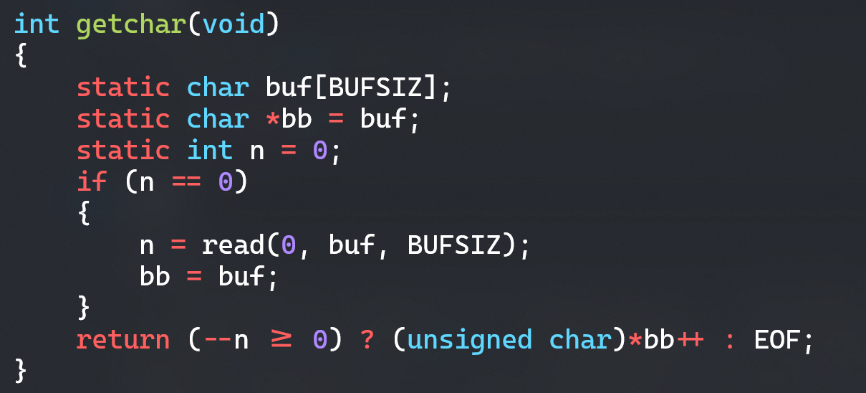 int getchar(void)
{
    static char buf[BUFSIZ];
    static char *bb = buf;
    static int n = 0;
    if (n == 0)
    {
        n = read(0, buf, BUFSIZ);
        bb = buf;
    }
    return (--n >= 0) ? (unsigned char)*bb++ : EOF;
}